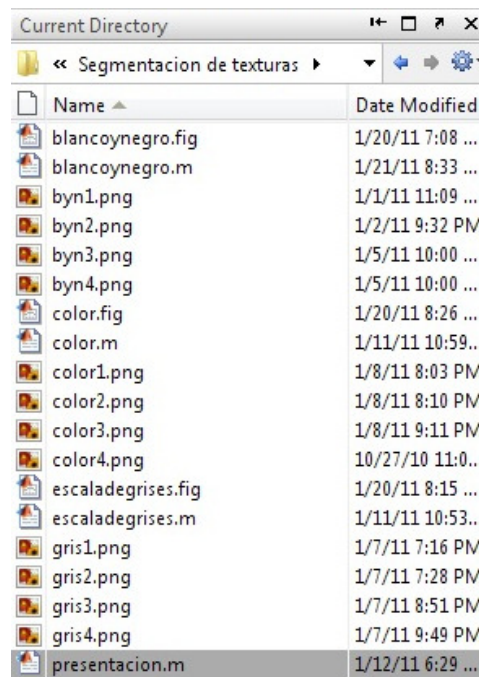 Current Directory
« Segmentacion de texturas
Name Date Modified
blancoynegro.fig 1/20/11 7:08 ...
blancoynegro.m 1/21/11 8:33 ...
byn1.png 1/1/11 11:09 ...
byn2.png 1/2/11 9:32 PM
byn3.png 1/5/11 10:00 ...
byn4.png 1/5/11 10:00 ...
color.fig 1/20/11 8:26 ...
color.m 1/11/11 10:59..
color1.png 1/8/11 8:03 PM
color2.png 1/8/11 8:10 PM
color3.png 1/8/11 9:11 PM
color4.png 10/27/10 11:0..
escaladegrises.fig 1/20/11 8:15 ...
escaladegrises.m 1/11/11 10:53..
gris1.png 1/7/11 7:16 PM
gris2.png 1/7/11 7:28 PM
gris3.png 1/7/11 8:51 PM
gris4.png 1/7/11 9:49 PM
presentacion.m 1/12/11 6:29 ...